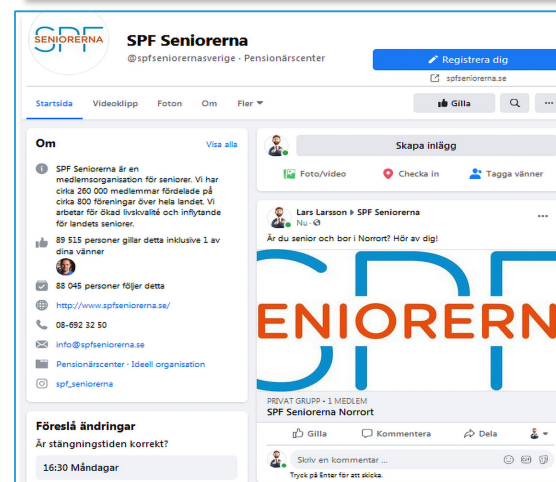 SPF
SENIORERNA
SPF Seniorerna
@spfseniorernasverige · Pensionärscenter
Registrera dig
spfseniorerna.se
Startsida Videoklipp Foton Om Fler
Gilla
Om
Visa alla
SPF Seniorerna är en
medlemsorganisation för seniorer. Vi har
cirka 260 000 medlemmar fördelade på
cirka 800 föreningar över hela landet. Vi
arbetar för ökad livskvalité och inflytande
för landets seniorer.
89 515 personer gillar detta inklusive 1 av
dina vänner
88 045 personer följer detta
http://www.spfseniorerna.se/
08-692 32 50
info@spfseniorerna.se
Pensionärscenter · Ideell organisation
spf_seniorerna
Föreslå ändringar
Är stängningstiden korrekt?
16:30 Måndagar
Skapa inlägg
Foto/video Checka in Tagga vänner
Lars Larsson ▸ SPF Seniorerna
Nu ·
Är du senior och bor i Norrort? Hör av dig!
SPF
ENIORERN
PRIVAT GRUPP · 1 MEDLEM
SPF Seniorerna Norrort
Gilla Kommentera Dela
Skriv en kommentar ...
GIF
Tryck på Enter för att skicka.